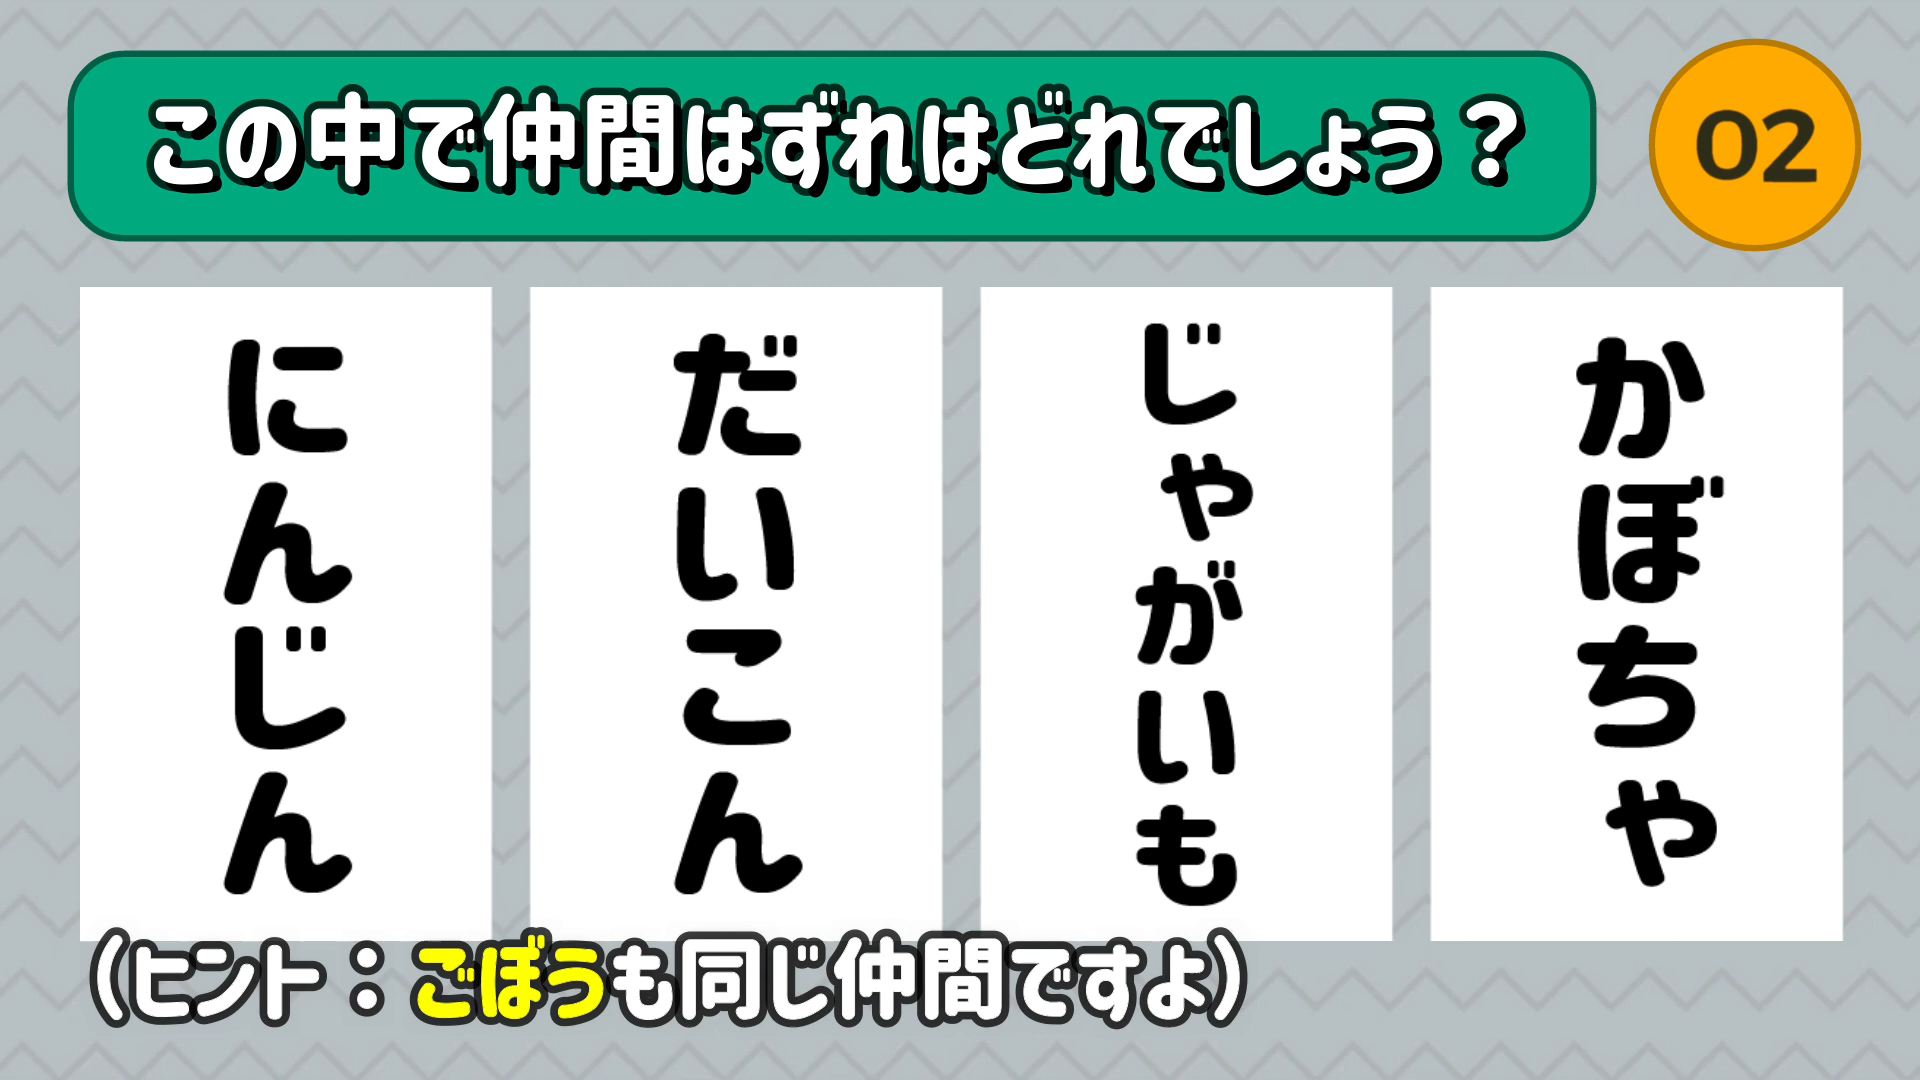 この中で仲間はずれはどれでしょう？
02
にんじん
だいこん
じゃがいも
かぼちゃ
（ヒント：ごぼうも同じ仲間ですよ）